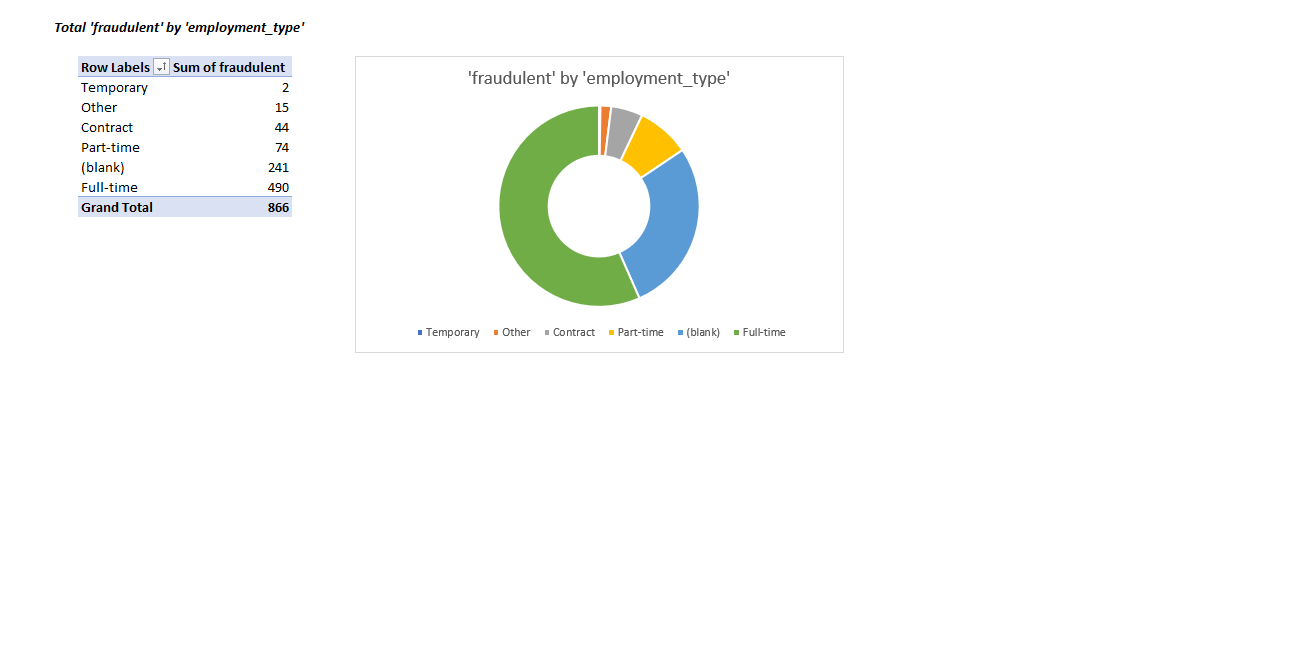 Total 'fraudulent' by 'employment_type'
Row Labels Sum of fraudulent
Temporary 2
Other 15
Contract 44
Part-time 74
(blank) 241
Full-time 490
Grand Total 866
'fraudulent' by 'employment_type'
Temporary Other Contract Part-time (blank) Full-time